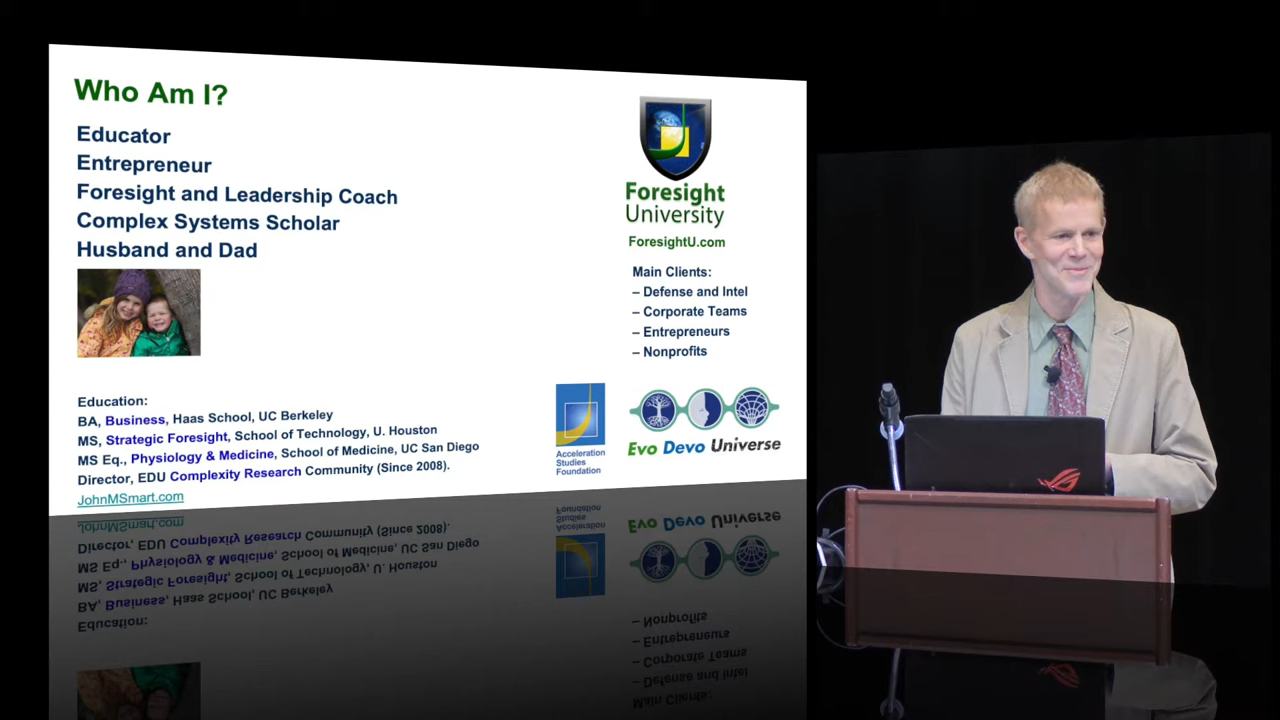 Who Am I?
Educator
Entrepreneur
Foresight and Leadership Coach
Complex Systems Scholar
Husband and Dad
Education:
BA, Business, Haas School, UC Berkeley
MS, Strategic Foresight, School of Technology, U. Houston
MS Eq., Physiology & Medicine, School of Medicine, UC San Diego
Director, EDU Complexity Research Community (Since 2008).
JohnMSmart.com
Foresight
University
ForesightU.com
Main Clients:
– Defense and Intel
– Corporate Teams
– Entrepreneurs
– Nonprofits
Acceleration
Studies
Foundation
Evo Devo Universe